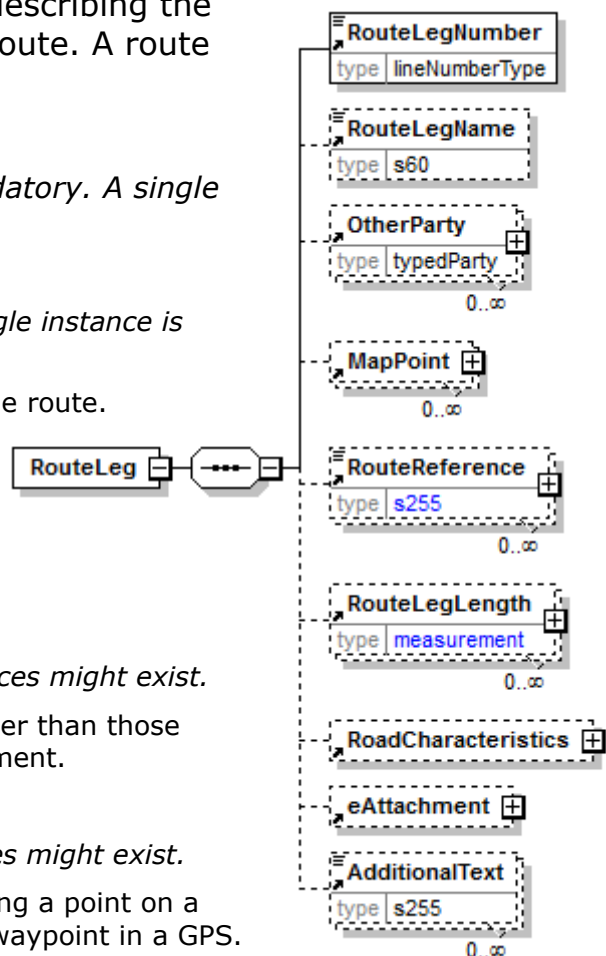 describing the
oute. A route
datory. A single
gle instance is
e route.
ces might exist.
er than those
ment.
es might exist.
ng a point on a
waypoint in a GPS.
RouteLeg
RouteLegNumber
type lineNumberType
RouteLegName
type s60
OtherParty
type typedParty
0..∞
MapPoint
0..∞
RouteReference
type s255
0..∞
RouteLegLength
type measurement
0..∞
RoadCharacteristics
eAttachment
AdditionalText
type s255
0..∞